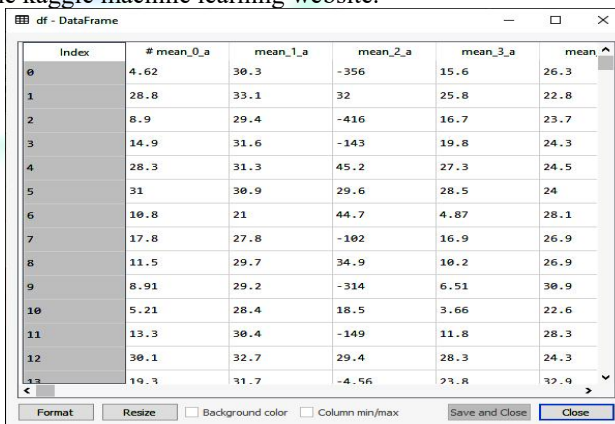 kaggle machine learning website.
df - DataFrame
Index # mean_0_a mean_1_a mean_2_a mean_3_a mean
0 4.62 30.3 -356 15.6 26.3
1 28.8 33.1 32 25.8 22.8
2 8.9 29.4 -416 16.7 23.7
3 14.9 31.6 -143 19.8 24.3
4 28.3 31.3 45.2 27.3 24.5
5 31 30.9 29.6 28.5 24
6 10.8 21 44.7 4.87 28.1
7 17.8 27.8 -102 16.9 26.9
8 11.5 29.7 34.9 10.2 26.9
9 8.91 29.2 -314 6.51 30.9
10 5.21 28.4 18.5 3.66 22.6
11 13.3 30.4 -149 11.8 28.3
12 30.1 32.7 29.4 28.3 24.3
13 19.3 31.7 -4.56 23.8 32.9
Format Resize Background color Column min/max Save and Close Close